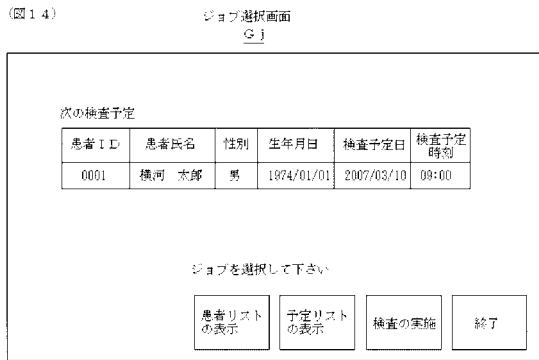 (図14)
ジョブ選択画面
Gj
次の検査予定
患者ID 患者氏名 性別 生年月日 検査予定日 検査予定時刻
0001 横河 太郎 男 1974/01/01 2007/03/10 09:00
ジョブを選択して下さい
患者リスト 予定リスト 検査の実施 終了
の表示 の表示